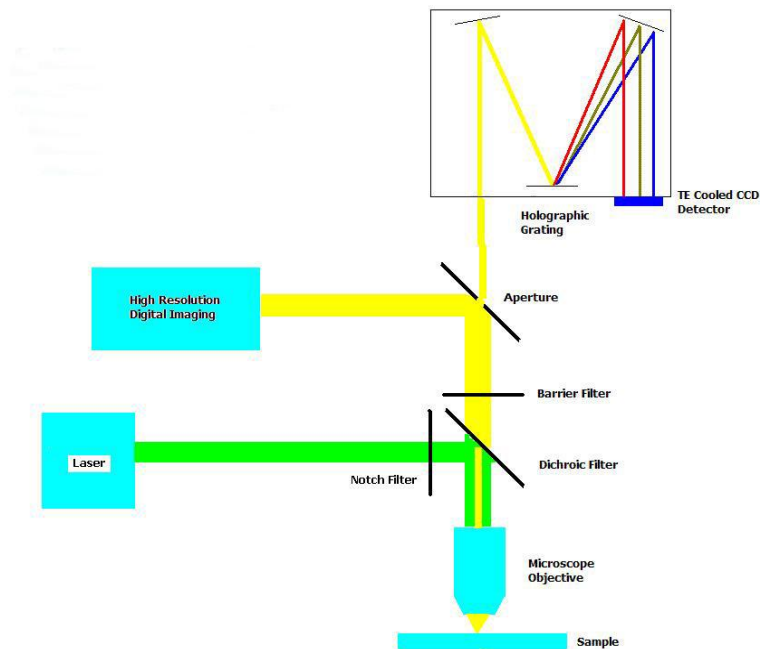 TE Cooled CCD
Detector
Holographic
Grating
Aperture
High Resolution
Digital Imaging
Barrier Filter
Laser
Dichroic Filter
Notch Filter
Microscope
Objective
Sample